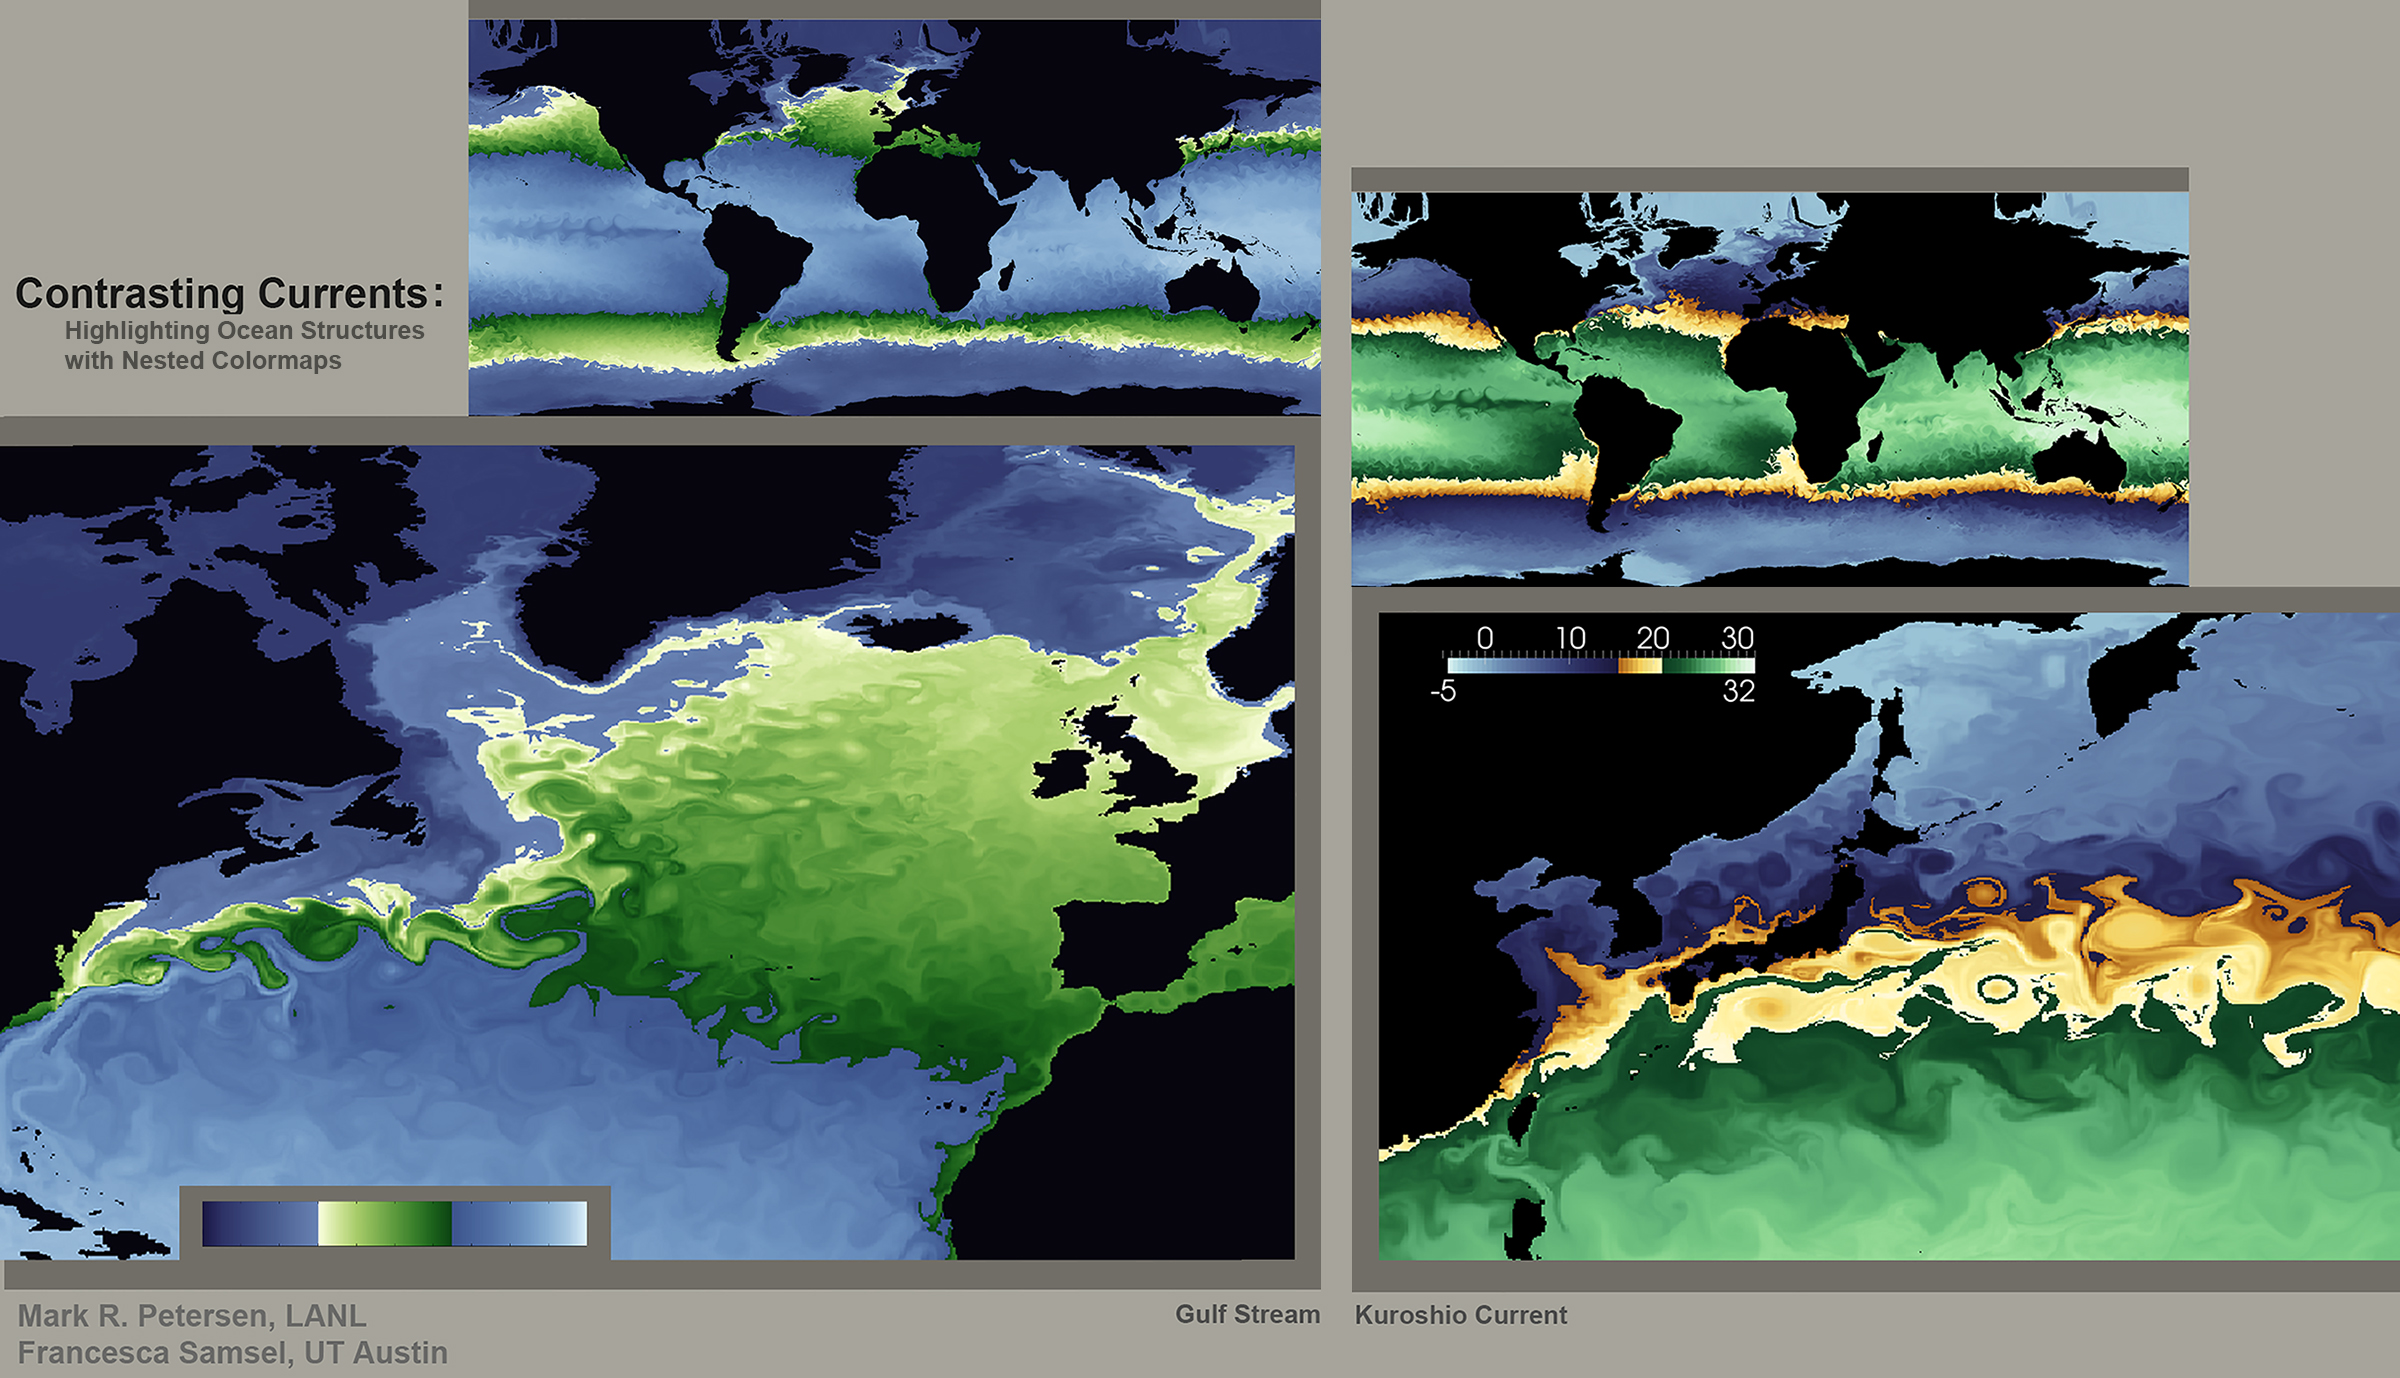 Contrasting Currents:
Highlighting Ocean Structures
with Nested Colormaps
0 10 20 30
-5 32
Gulf Stream
Kuroshio Current
Mark R. Petersen, LANL
Francesca Samsel, UT Austin